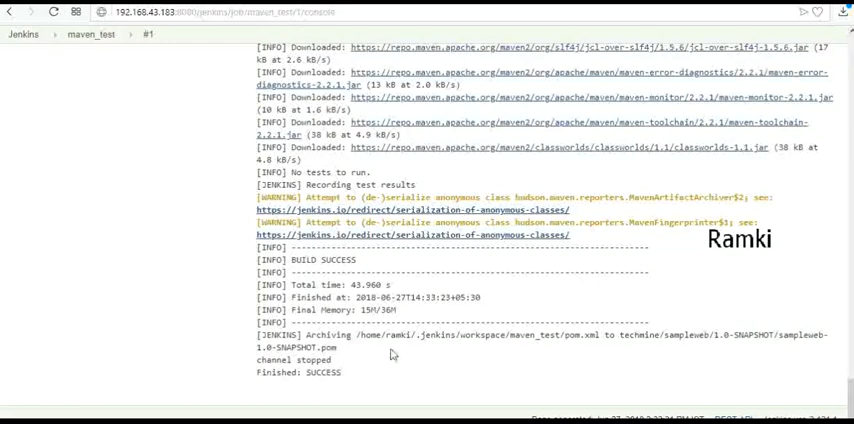 192.168.43.183:8080/jenkins/job/maven_test/1/console
Jenkins > maven_test > #1
[INFO] Downloaded: https://repo.maven.apache.org/maven2/org/slf4j/jcl-over-slf4j/1.5.6/jcl-over-slf4j-1.5.6.jar (17
kB at 2.6 kB/s)
[INFO] Downloaded: https://repo.maven.apache.org/maven2/org/apache/maven/maven-error-diagnostics/2.2.1/maven-error-
diagnostics-2.2.1.jar (13 kB at 2.0 kB/s)
[INFO] Downloaded: https://repo.maven.apache.org/maven2/org/apache/maven/maven-monitor/2.2.1/maven-monitor-2.2.1.jar
(10 kB at 1.6 kB/s)
[INFO] Downloaded: https://repo.maven.apache.org/maven2/org/apache/maven/maven-toolchain/2.2.1/maven-toolchain-
2.2.1.jar (38 kB at 4.9 kB/s)
[INFO] Downloaded: https://repo.maven.apache.org/maven2/classworlds/classworlds/1.1/classworlds-1.1.jar (38 kB at
4.8 kB/s)
[INFO] No tests to run.
[JENKINS] Recording test results
[WARNING] Attempt to (de-)serialize anonymous class hudson.maven.reporters.MavenArtifactArchiver$2; see:
https://jenkins.io/redirect/serialization-of-anonymous-classes/
[WARNING] Attempt to (de-)serialize anonymous class hudson.maven.reporters.MavenFingerprinter$1; see:
https://jenkins.io/redirect/serialization-of-anonymous-classes/
Ramki
[INFO] ------------------------------------------------------------------------
[INFO] BUILD SUCCESS
[INFO] ------------------------------------------------------------------------
[INFO] Total time: 43.960 s
[INFO] Finished at: 2018-06-27T14:33:23+05:30
[INFO] Final Memory: 15M/36M
[INFO] ------------------------------------------------------------------------
[JENKINS] Archiving /home/ramki/.jenkins/workspace/maven_test/pom.xml to techmine/sampleweb/1.0-SNAPSHOT/sampleweb-
1.0-SNAPSHOT.pom
channel stopped
Finished: SUCCESS